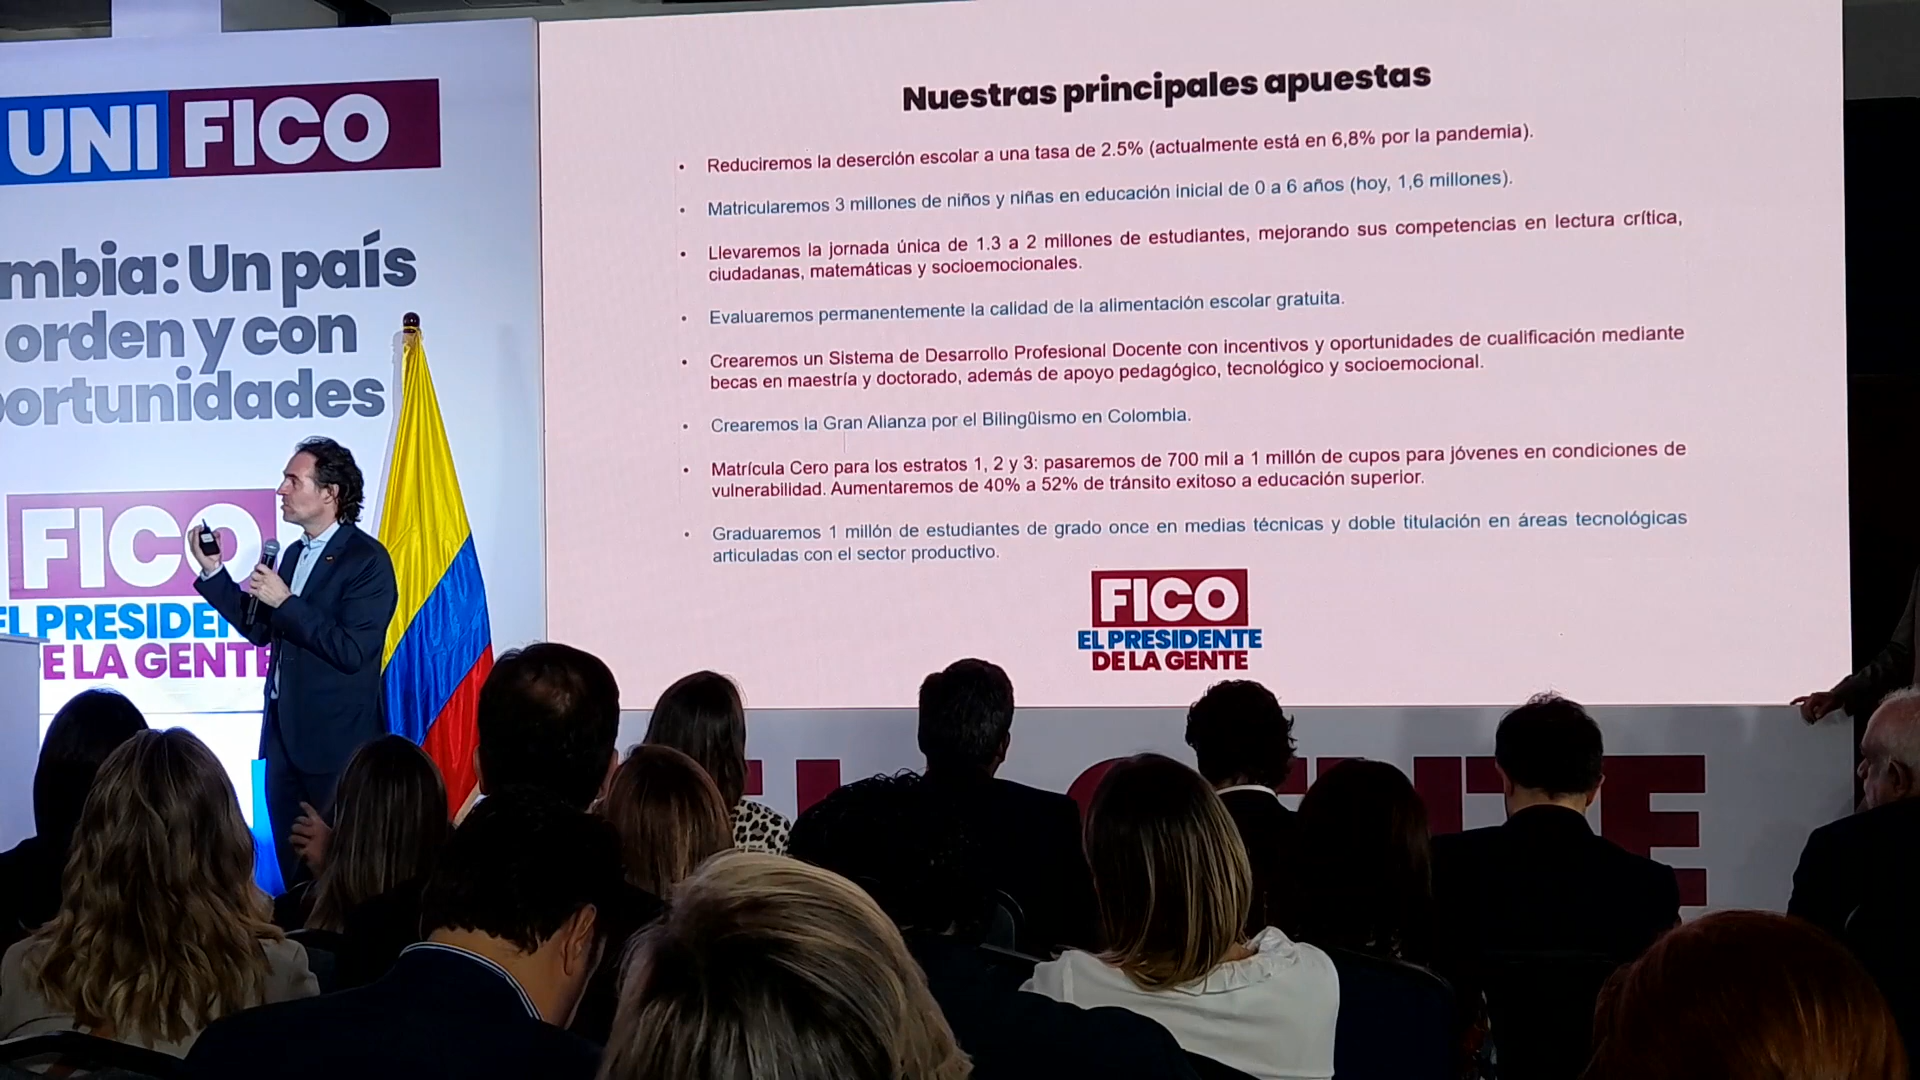 UNI FICO
mbia: Un país
orden y con
ortunidades
FICO
EL PRESIDE
E LA GENTE
Nuestras principales apuestas
• Reduciremos la deserción escolar a una tasa de 2.5% (actualmente está en 6,8% por la pandemia).
• Matricularemos 3 millones de niños y niñas en educación inicial de 0 a 6 años (hoy, 1,6 millones).
• Llevaremos la jornada única de 1.3 a 2 millones de estudiantes, mejorando sus competencias en lectura crítica,
ciudadanas, matemáticas y socioemocionales.
• Evaluaremos permanentemente la calidad de la alimentación escolar gratuita.
• Crearemos un Sistema de Desarrollo Profesional Docente con incentivos y oportunidades de cualificación mediante
becas en maestría y doctorado, además de apoyo pedagógico, tecnológico y socioemocional.
• Crearemos la Gran Alianza por el Bilingüismo en Colombia.
• Matrícula Cero para los estratos 1, 2 y 3: pasaremos de 700 mil a 1 millón de cupos para jóvenes en condiciones de
vulnerabilidad. Aumentaremos de 40% a 52% de tránsito exitoso a educación superior.
• Graduaremos 1 millón de estudiantes de grado once en medias técnicas y doble titulación en áreas tecnológicas
articuladas con el sector productivo.
FICO
EL PRESIDENTE
DE LA GENTE